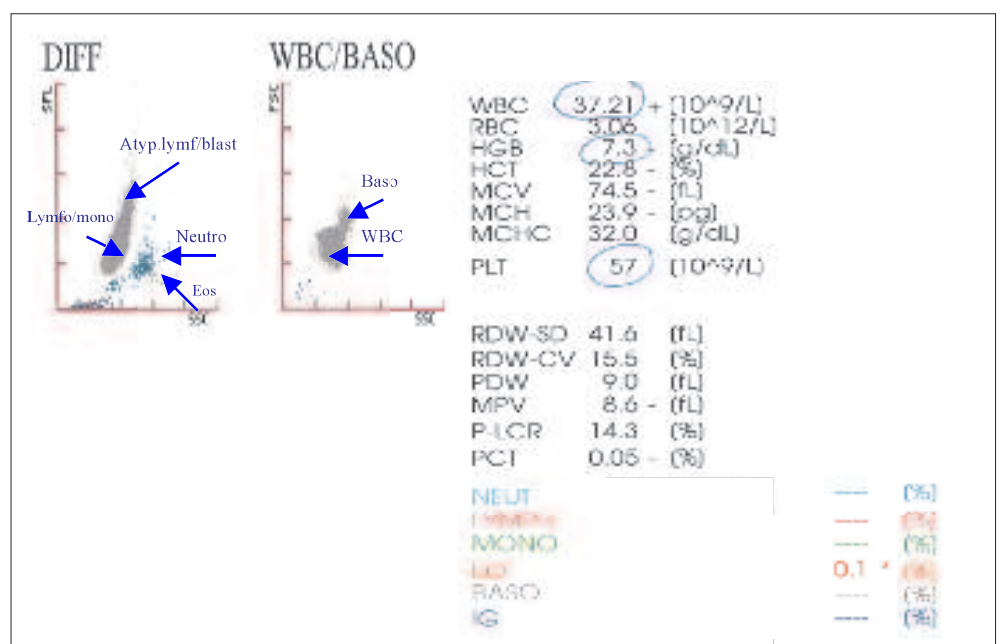 DIFF
WBC/BASO
SFL
FSC
Atyp.lymf/blast
Lymfo/mono
Neutro
Eos
SSC
Baso
WBC
SSC
WBC 37.21 + [10^9/L]
RBC 3.06 [10^12/L]
HGB 7.3 - [g/dL]
HCT 22.8 - [%]
MCV 74.5 - [fL]
MCH 23.9 - [pg]
MCHC 32.0 [g/dL]
PLT 57 [10^9/L]
RDW-SD 41.6 [fL]
RDW-CV 15.5 [%]
PDW 9.0 [fL]
MPV 8.6 - [fL]
P-LCR 14.3 [%]
PCT 0.05 - [%]
NEUT ---- [%]
LYMPH ---- [%]
MONO ---- [%]
EO 0.1 * [%]
BASO ---- [%]
IG ---- [%]